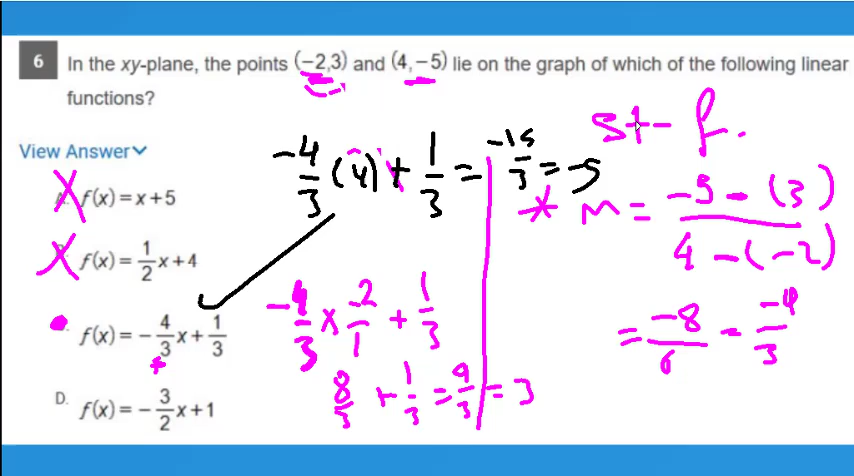 6 In the xy-plane, the points (−2,3) and (4,−5) lie on the graph of which of the following linear
functions?
View Answer
st- f.
-4/3 (4) + 1/3 = -15/3 = -5
A. f(x) = x + 5
* m = -5 - (3) / 4 - (-2)
f(x) = 1/2 x + 4
= -8/6 = -4/3
-4/3 × -2/1 + 1/3
f(x) = − 4/3 x + 1/3
8/3 + 1/3 = 9/3 = 3
D. f(x) = − 3/2 x + 1